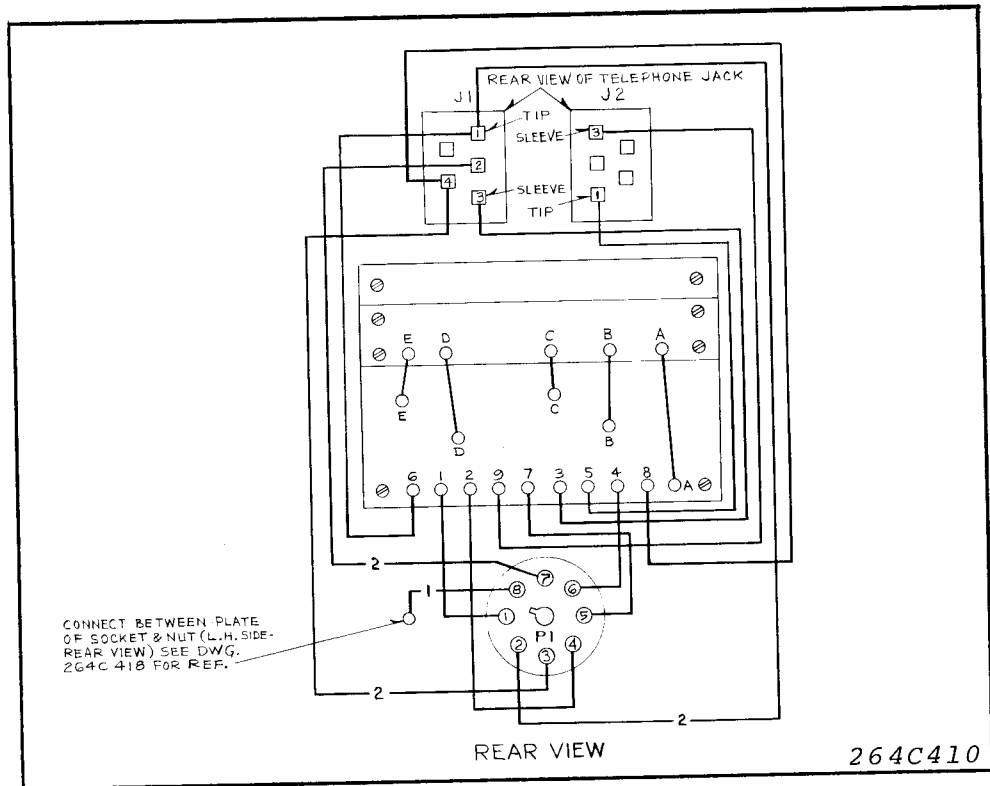 REAR VIEW OF TELEPHONE JACK
J1
J2
TIP
SLEEVE
1
3
2
4
3
SLEEVE
1
TIP
E D C B A
E
D
C
B
6 1 2 9 7 3 5 4 8 A
2
7
1
8
6
1
5
P1
2
3
4
CONNECT BETWEEN PLATE
OF SOCKET & NUT (L.H. SIDE-
REAR VIEW) SEE DWG.
264C 418 FOR REF.
2
2
REAR VIEW
264C410